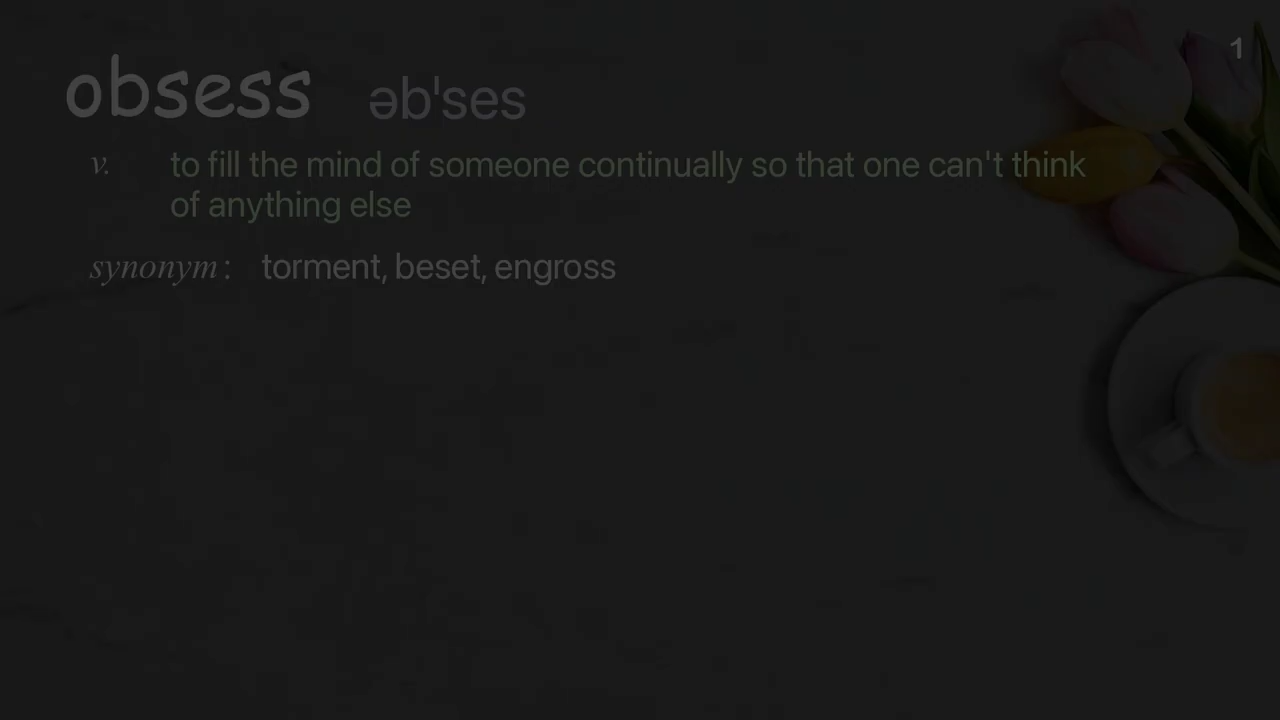 1
obsess əb'ses
v. to fill the mind of someone continually so that one can't think
of anything else
synonym : torment, beset, engross